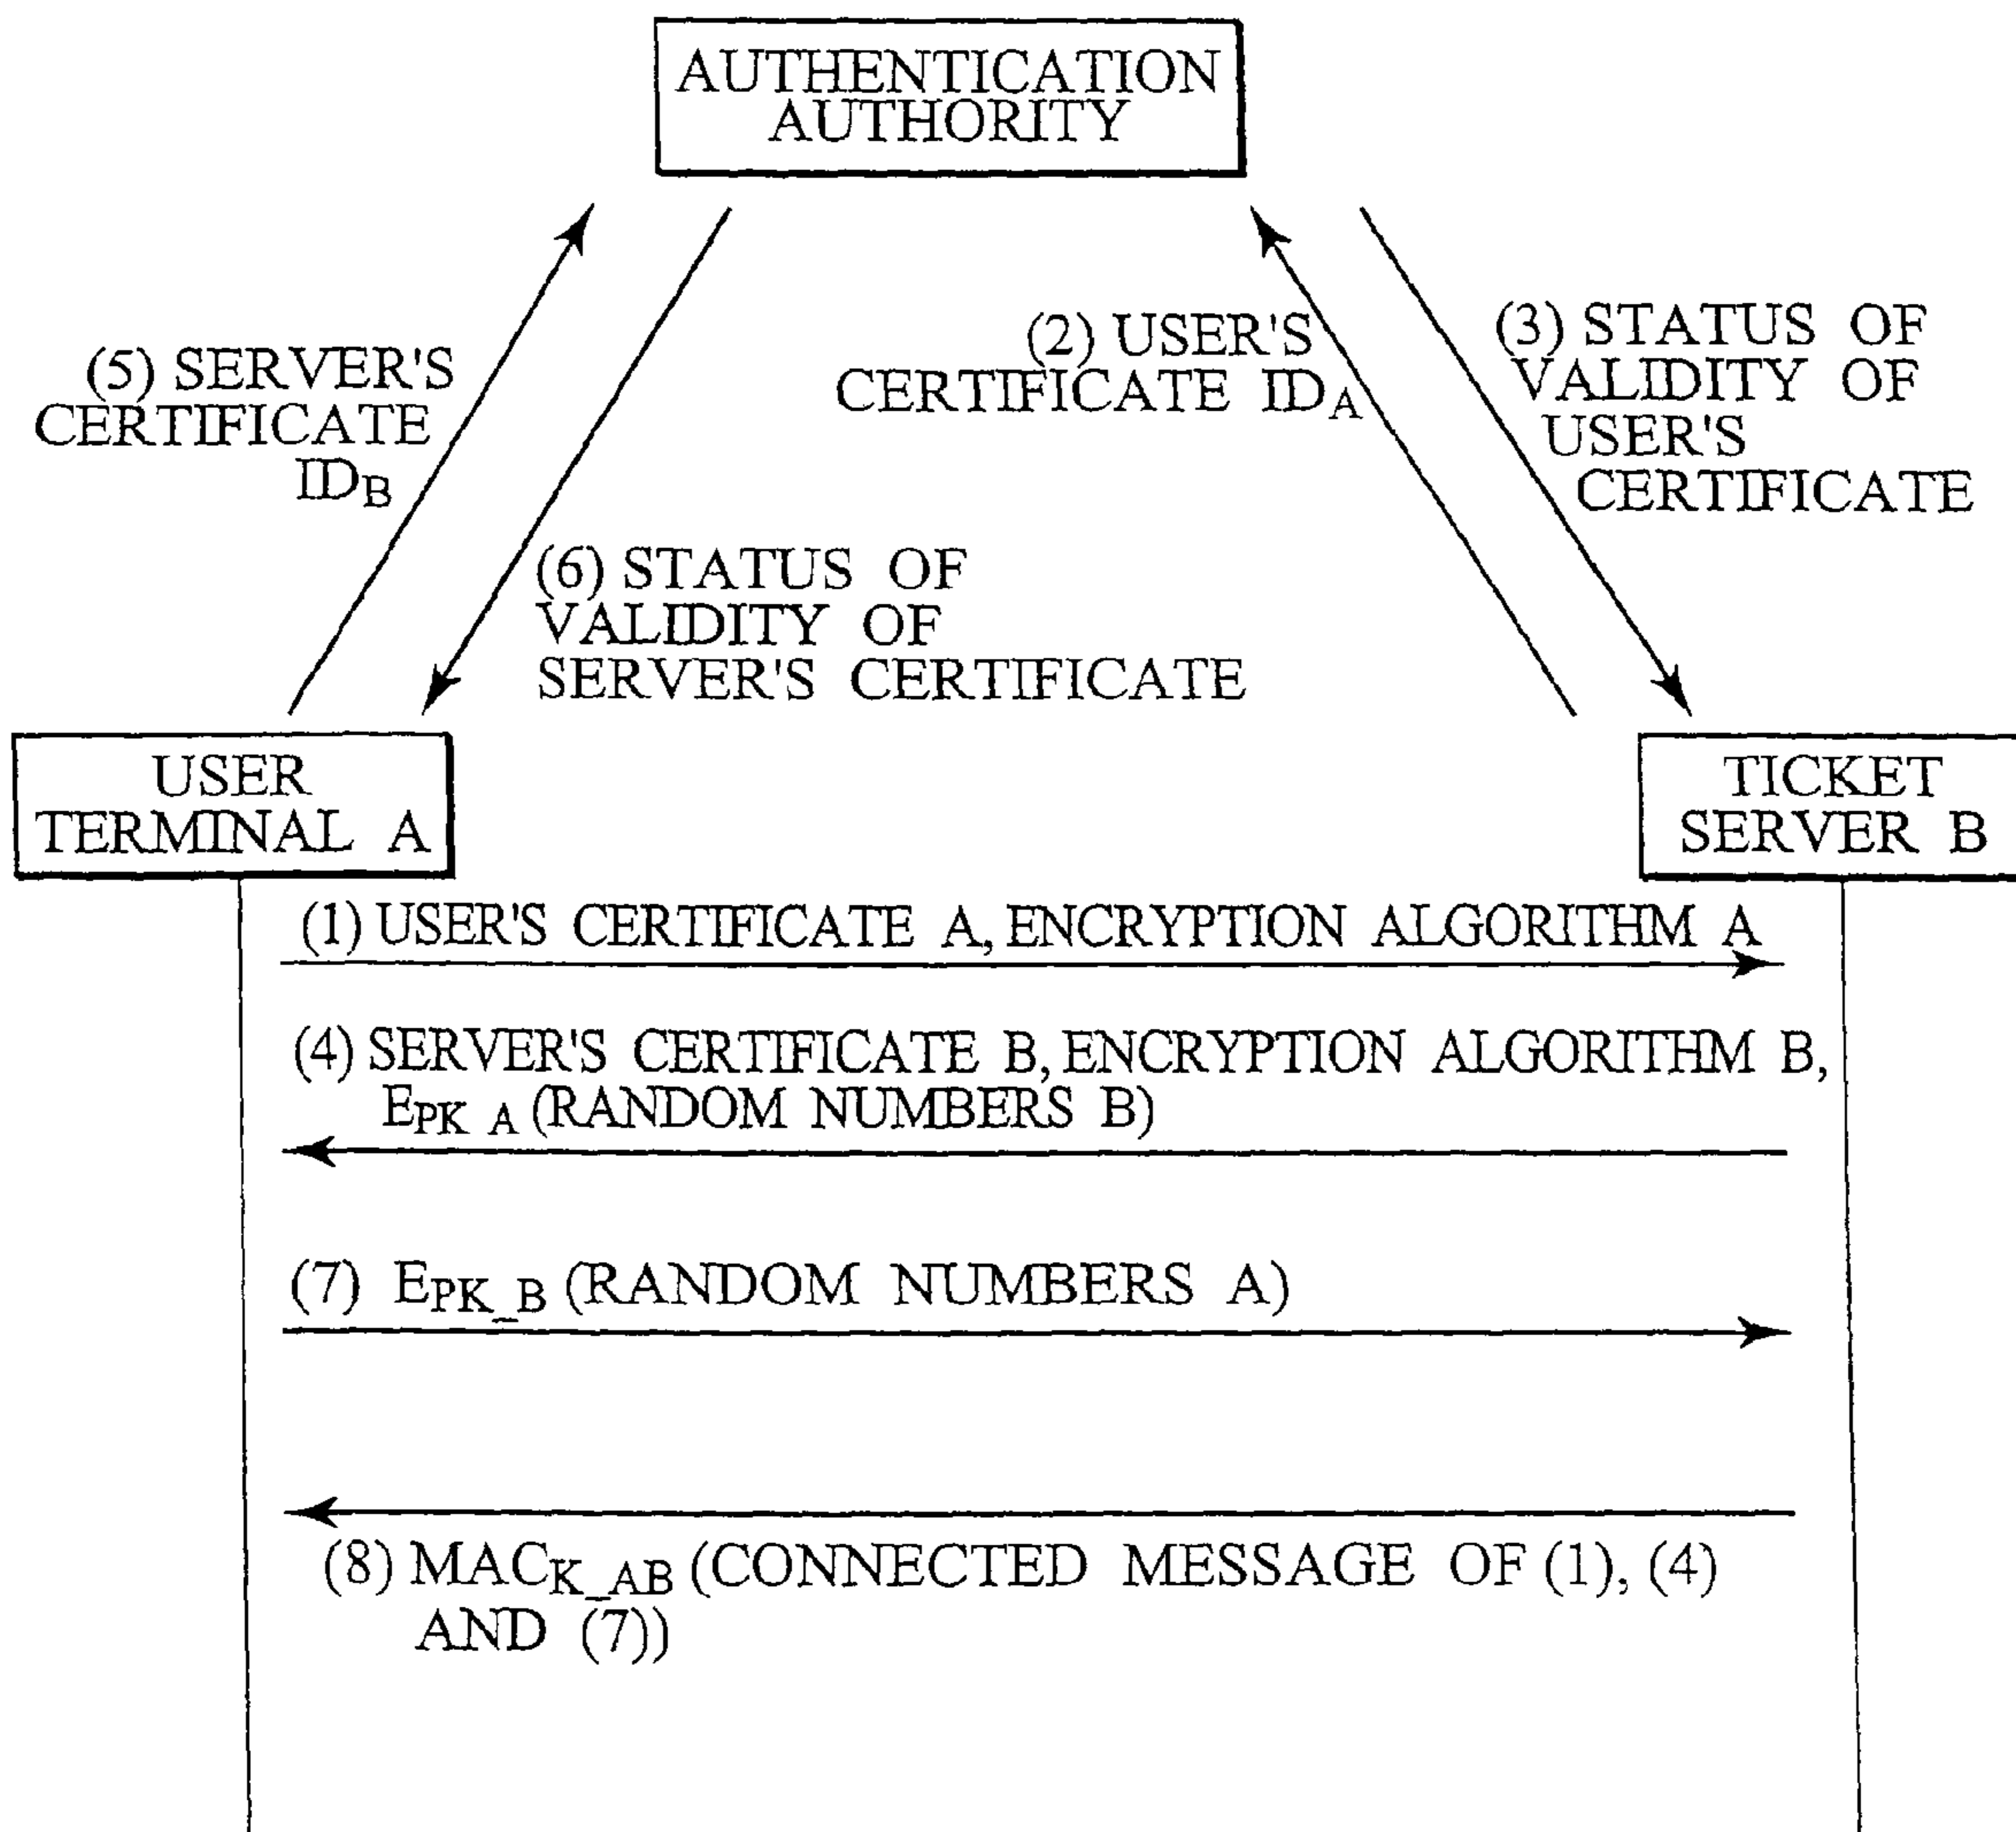 AUTHENTICATION
AUTHORITY
(5) SERVER'S
CERTIFICATE
IDB
(2) USER'S
CERTIFICATE IDA
(3) STATUS OF
VALIDITY OF
USER'S
CERTIFICATE
(6) STATUS OF
VALIDITY OF
SERVER'S CERTIFICATE
USER
TERMINAL A
TICKET
SERVER B
(1) USER'S CERTIFICATE A, ENCRYPTION ALGORITHM A
(4) SERVER'S CERTIFICATE B, ENCRYPTION ALGORITHM B,
EPK A (RANDOM NUMBERS B)
(7) EPK_B (RANDOM NUMBERS A)
(8) MACK_AB (CONNECTED MESSAGE OF (1), (4)
AND (7))